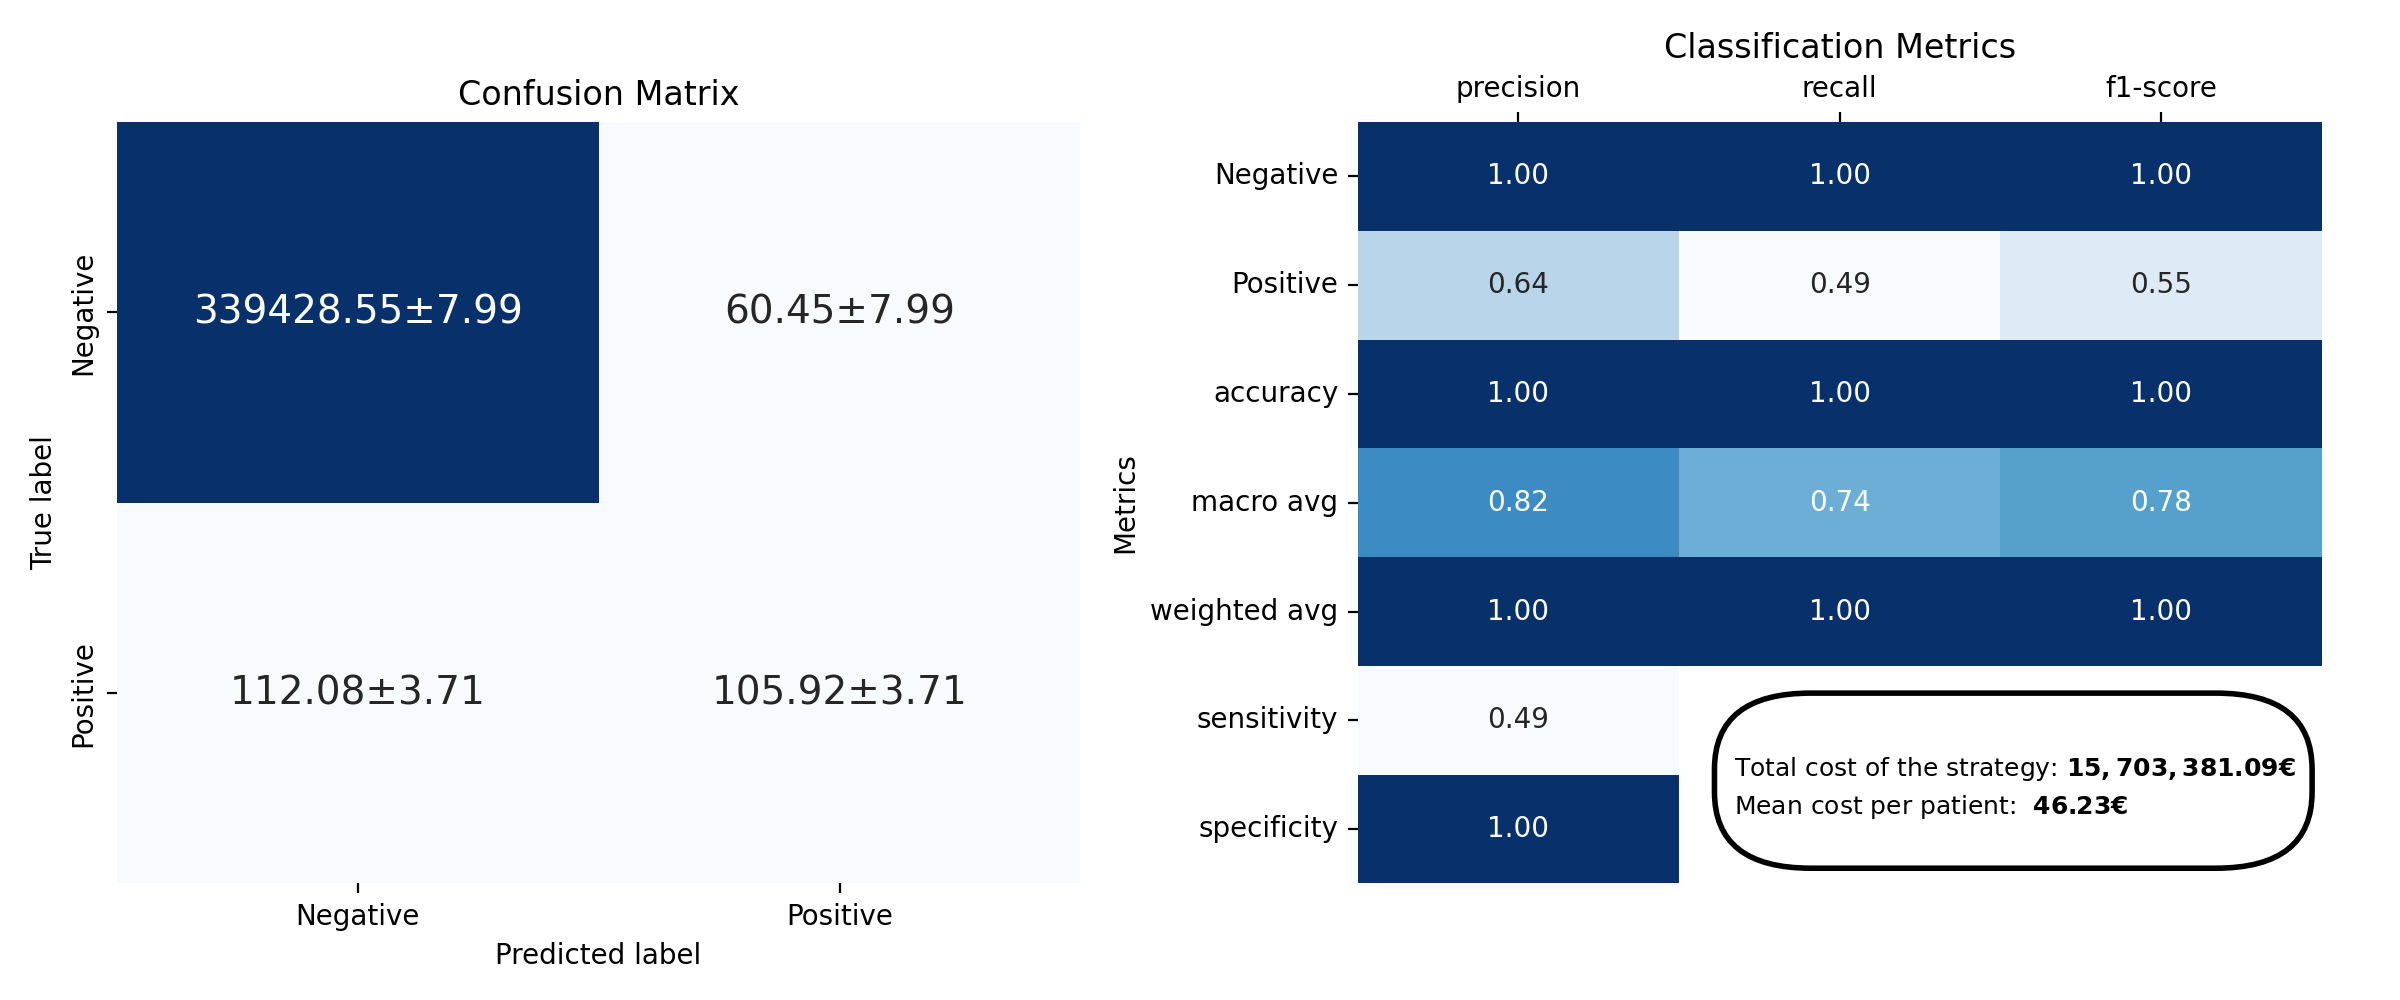 Confusion Matrix
True label
Negative
Positive
339428.55±7.99
60.45±7.99
112.08±3.71
105.92±3.71
Negative
Positive
Predicted label
Classification Metrics
precision recall f1-score
Metrics
Negative 1.00 1.00 1.00
Positive 0.64 0.49 0.55
accuracy 1.00 1.00 1.00
macro avg 0.82 0.74 0.78
weighted avg 1.00 1.00 1.00
sensitivity 0.49
specificity 1.00
Total cost of the strategy: 15, 703, 381.09€
Mean cost per patient: 46.23€